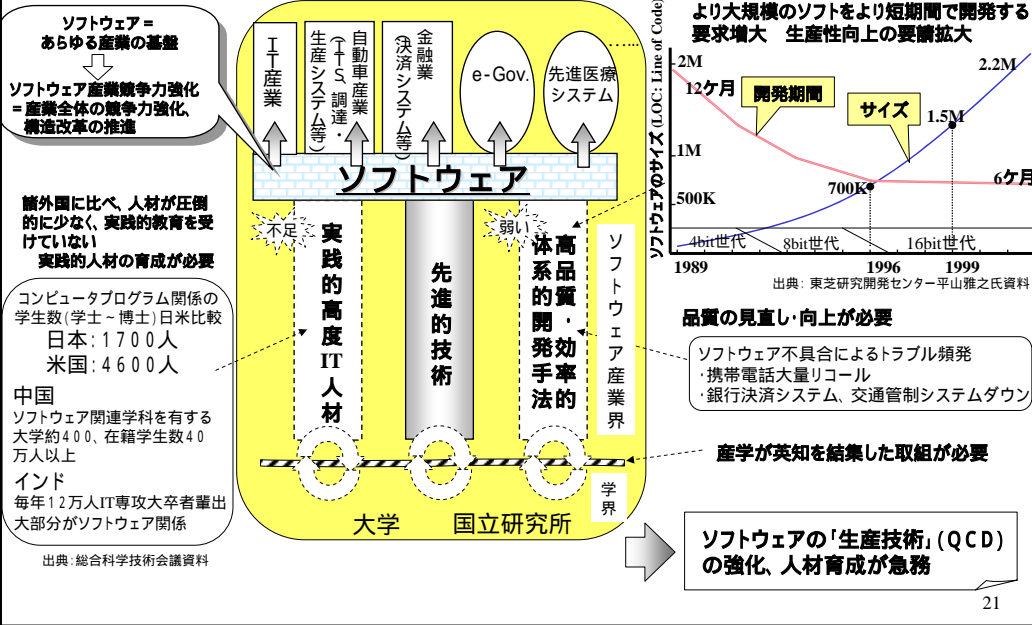 ソフトウェア＝
あらゆる産業の基盤
ソフトウェア産業競争力強化
＝産業全体の競争力強化、
構造改革の推進
諸外国に比べ、人材が圧倒
的に少なく、実践的教育を受
けていない
実践的人材の育成が必要
コンピュータプログラム関係の
学生数(学士～博士)日米比較
日本:1700人
米国:4600人
中国
ソフトウェア関連学科を有する
大学約400、在籍学生数40
万人以上
インド
毎年12万人IT専攻大卒者輩出
大部分がソフトウェア関係
出典:総合科学技術会議資料
IT産業
自動車産業
(ITS、調達・
生産システム等)
金融業
(決済システム等)
e-Gov.
先進医療
システム
……
ソフトウェア
不足
実践的高度IT人材
先進的技術
弱い
高品質・効率的
体系的開発手法
ソフトウェア産業界
学界
大学 国立研究所
より大規模のソフトをより短期間で開発する
要求増大 生産性向上の要請拡大
ソフトウェアのサイズ(LOC: Line of Code)
2M
12ケ月
開発期間
サイズ
2.2M
1.5M
1M
700K
6ケ月
500K
4bit世代
8bit世代
16bit世代
1989
1996
1999
出典: 東芝研究開発センター平山雅之氏資料
品質の見直し・向上が必要
ソフトウェア不具合によるトラブル頻発
・携帯電話大量リコール
・銀行決済システム、交通管制システムダウン
産学が英知を結集した取組が必要
ソフトウェアの「生産技術」(QCD)
の強化、人材育成が急務
21